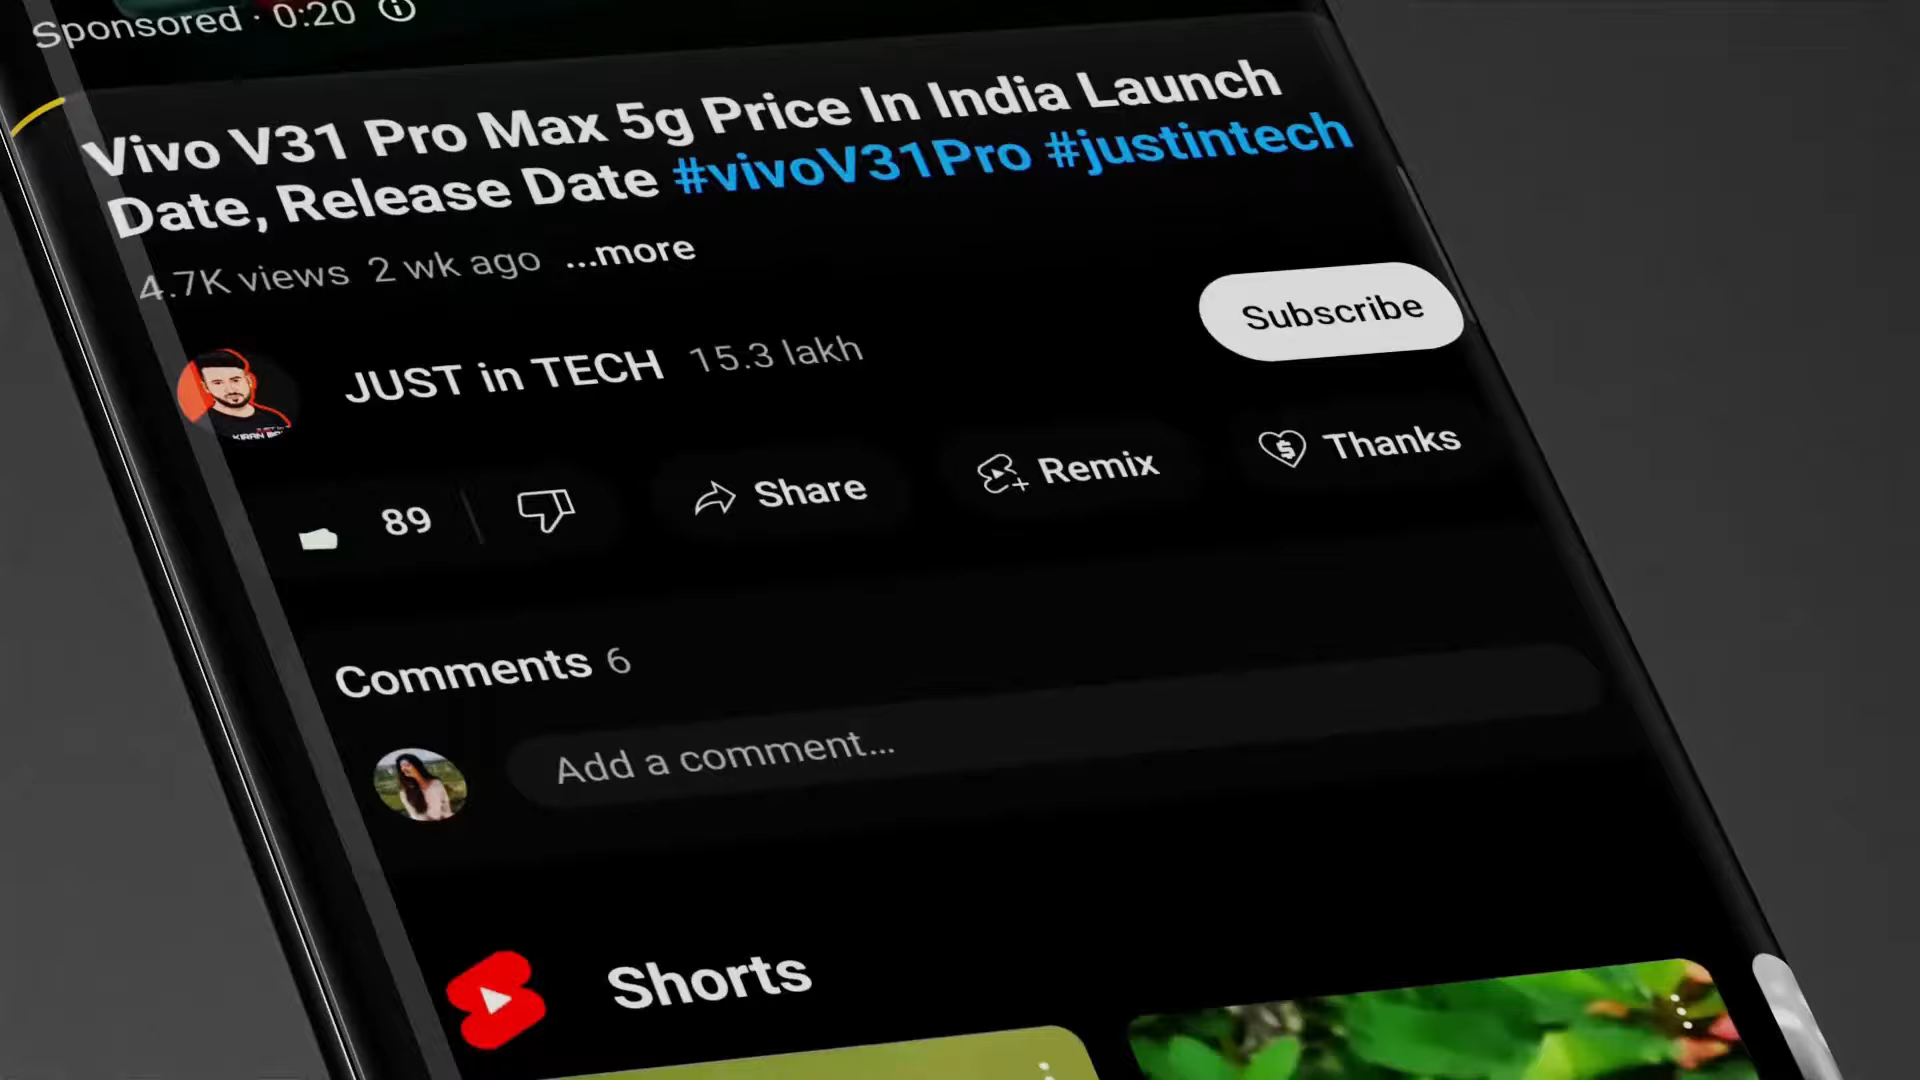 Sponsored · 0:20
Vivo V31 Pro Max 5g Price In India Launch
Date, Release Date #vivoV31Pro #justintech
4.7K views 2 wk ago ...more
JUST in TECH 15.3 lakh
Subscribe
89
Share
Remix
Thanks
Comments 6
Add a comment...
Shorts